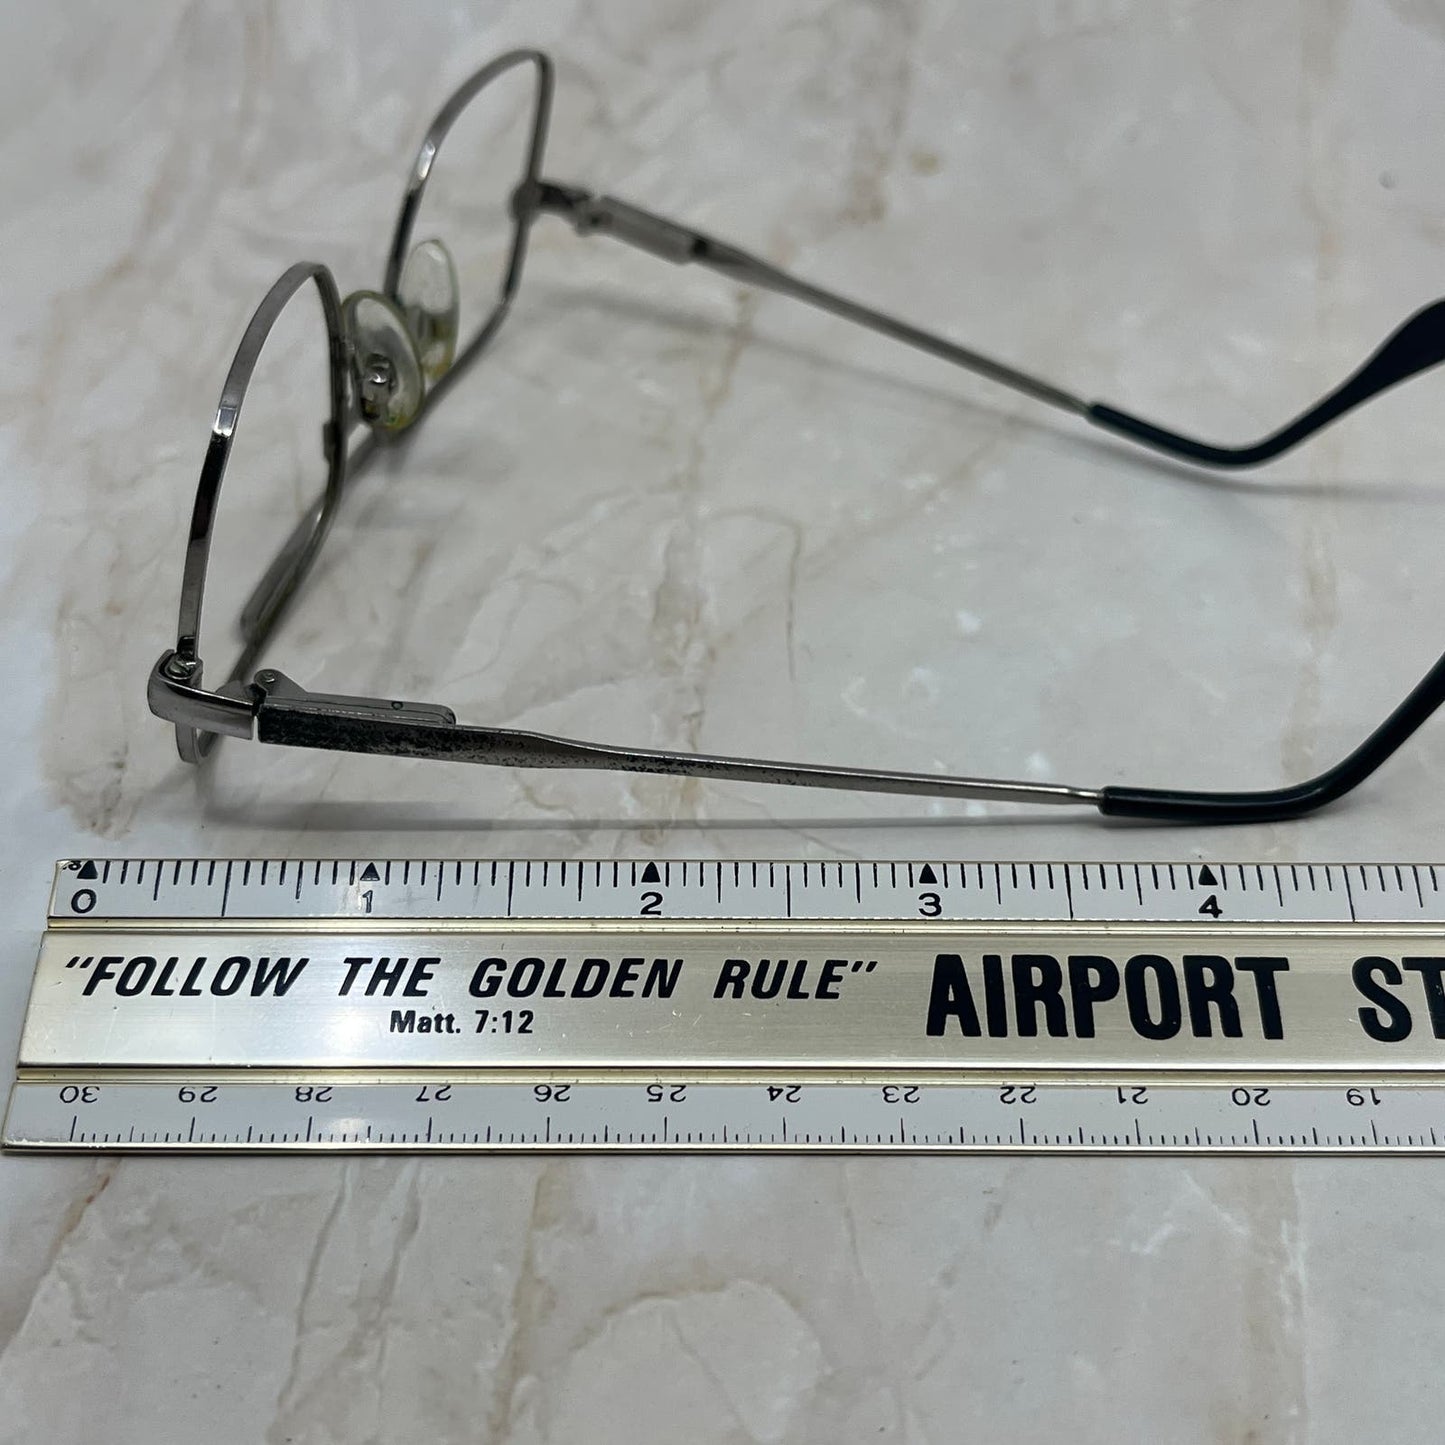 0 1 2 3 4
"FOLLOW THE GOLDEN RULE" AIRPORT ST
Matt. 7:12
30 29 28 27 26 25 24 23 22 21 20 19